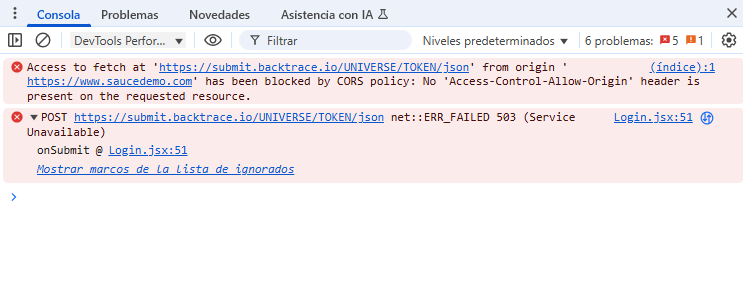 Consola Problemas Novedades Asistencia con IA
DevTools Perfor... Filtrar Niveles predeterminados 6 problemas: 5 1
Access to fetch at 'https://submit.backtrace.io/UNIVERSE/TOKEN/json' from origin ' (índice):1
https://www.saucedemo.com' has been blocked by CORS policy: No 'Access-Control-Allow-Origin' header is
present on the requested resource.
POST https://submit.backtrace.io/UNIVERSE/TOKEN/json net::ERR_FAILED 503 (Service Login.jsx:51
Unavailable)
onSubmit @ Login.jsx:51
Mostrar marcos de la lista de ignorados